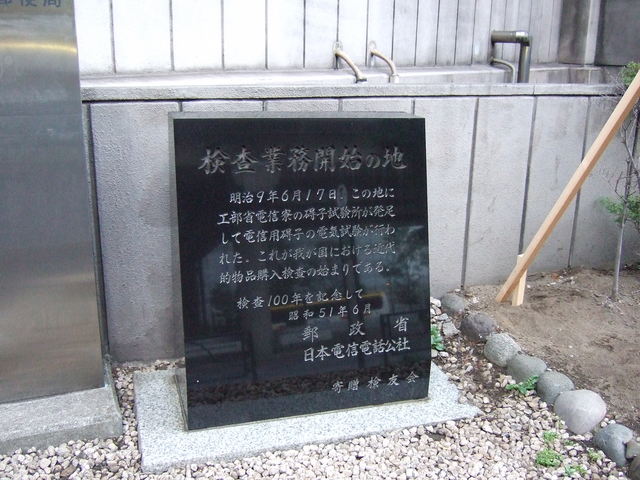 郵便局
検査業務開始の地
明治9年6月17日、この地に
工部省電信寮の碍子試験所が発足
して電信用碍子の電気試験が行わ
れた。これが我が国における近代
的物品購入検査の始まりである。
検査100年を記念して
昭和51年6月
郵政省
日本電信電話公社
寄贈 検友会